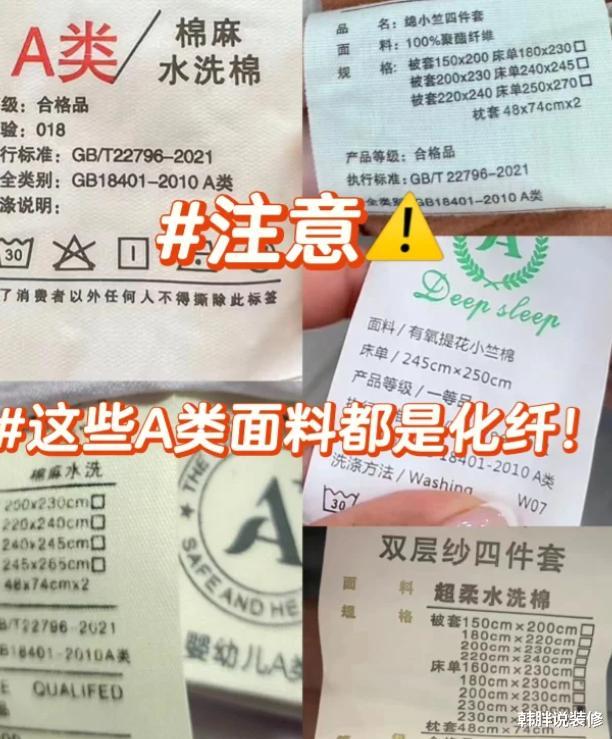 A类/
棉麻
水洗棉
级：合格品
验：018
行标准：GB/T22796-2021
全类别：GB18401-2010 A类
涤说明：
30
了消费者以外任何人不得撕除此标签
品 名：绵小竺四件套
面 料：100%聚酯纤维
规 格：被套150x200 床单180x230□
被套200x230 床单240x245□
被套220x240 床单250x270□
枕套 48x74cmx2
产品等级：合格品
执行标准：GB/T 22796-2021
全类别：GB18401-2010 A类
#注意⚠️
A
Deep sleep
面料/有氧提花小竺棉
床单/245cm×250cm
产品等级/一等品
18401-2010 A类
洗涤方法/Washing
W07
30
#这些A类面料都是化纤！
棉麻水洗
200x230cm□
220x240cm□
240x245cm□
245x265cm□
48x74cmx2
B/T22796-2021
B18401-2010A类
E QUALIFED
品
THE
A
SAFE AND HE
婴幼儿A类
双层纱四件套
面 料 超柔水洗棉
规 格 被套150cm×200cm□
180cm×220cm□
200cm×230cm□
220cm×240cm□
床单160cm×230cm□
180cm×230cm
200cm×230cm
230cm×230cm
230cm×
枕套48cm×74cm
韩胖说装修